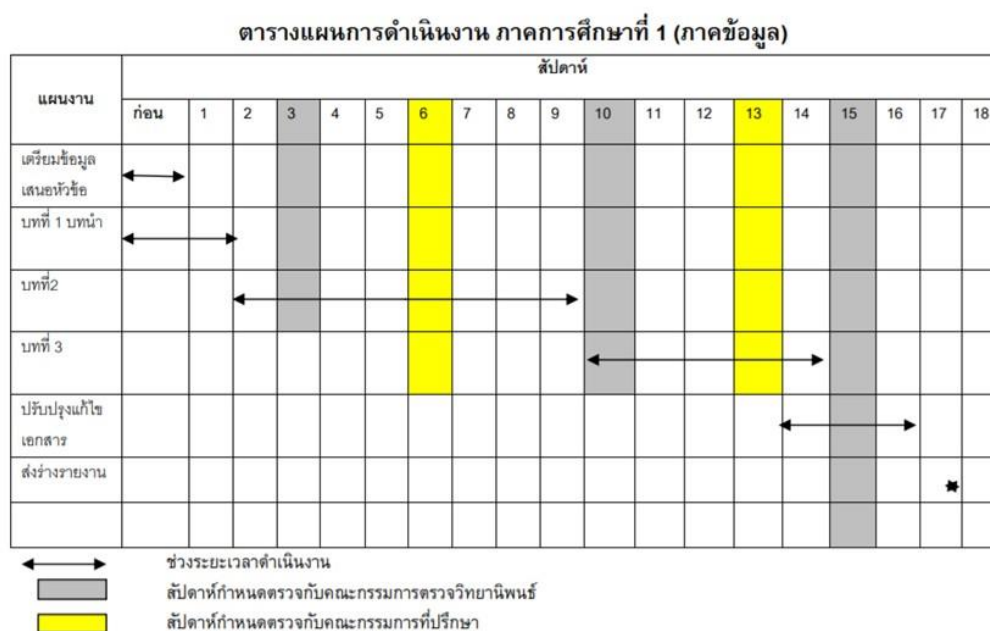 ตารางแผนการดำเนินงาน ภาคการศึกษาที่ 1 (ภาคข้อมูล)
แผนงาน
สัปดาห์
ก่อน 1 2 3 4 5 6 7 8 9 10 11 12 13 14 15 16 17 18
เตรียมข้อมูล
เสนอหัวข้อ
บทที่ 1 บทนำ
บทที่2
บทที่ 3
ปรับปรุงแก้ไข
เอกสาร
ส่งร่างรายงาน
ช่วงระยะเวลาดำเนินงาน
สัปดาห์กำหนดตรวจกับคณะกรรมการตรวจวิทยานิพนธ์
สัปดาห์กำหนดตรวจกับคณะกรรมการที่ปรึกษา